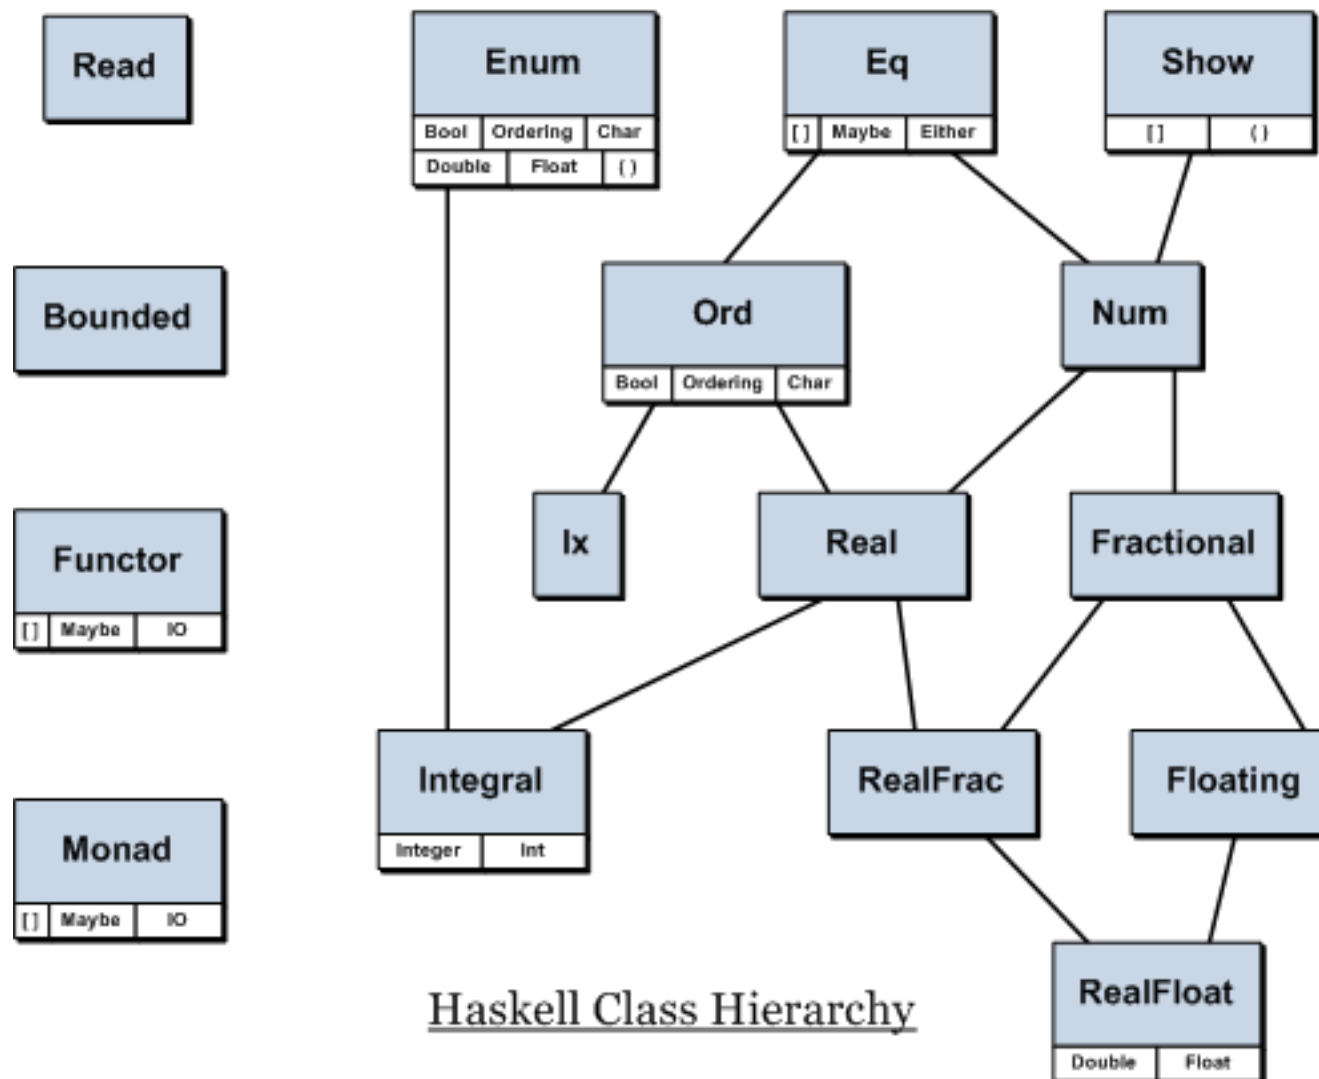 Read
Enum
Bool Ordering Char
Double Float ( )
Eq
[ ] Maybe Either
Show
[ ] ( )
Bounded
Ord
Bool Ordering Char
Num
Functor
[ ] Maybe IO
Ix
Real
Fractional
Monad
[ ] Maybe IO
Integral
Integer Int
RealFrac
Floating
RealFloat
Double Float
Haskell Class Hierarchy